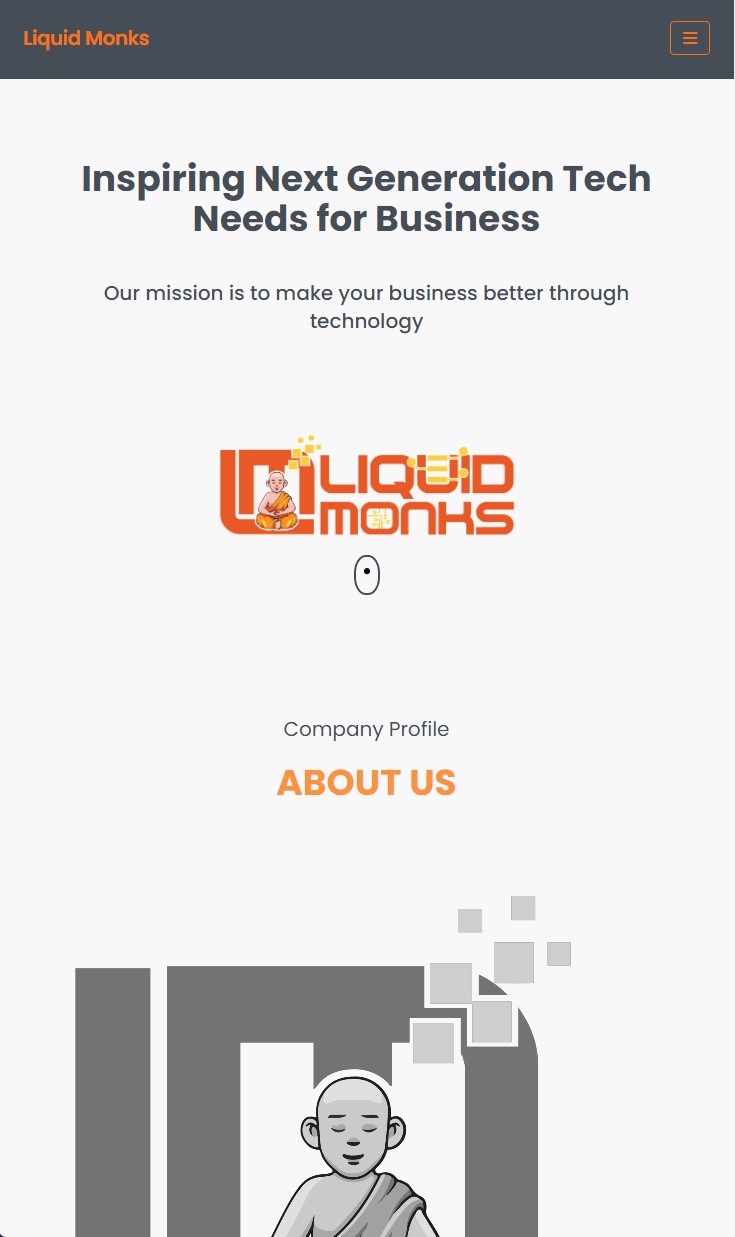 Liquid Monks
Inspiring Next Generation Tech
Needs for Business
Our mission is to make your business better through
technology
LIQUID
MONKS
Company Profile
ABOUT US